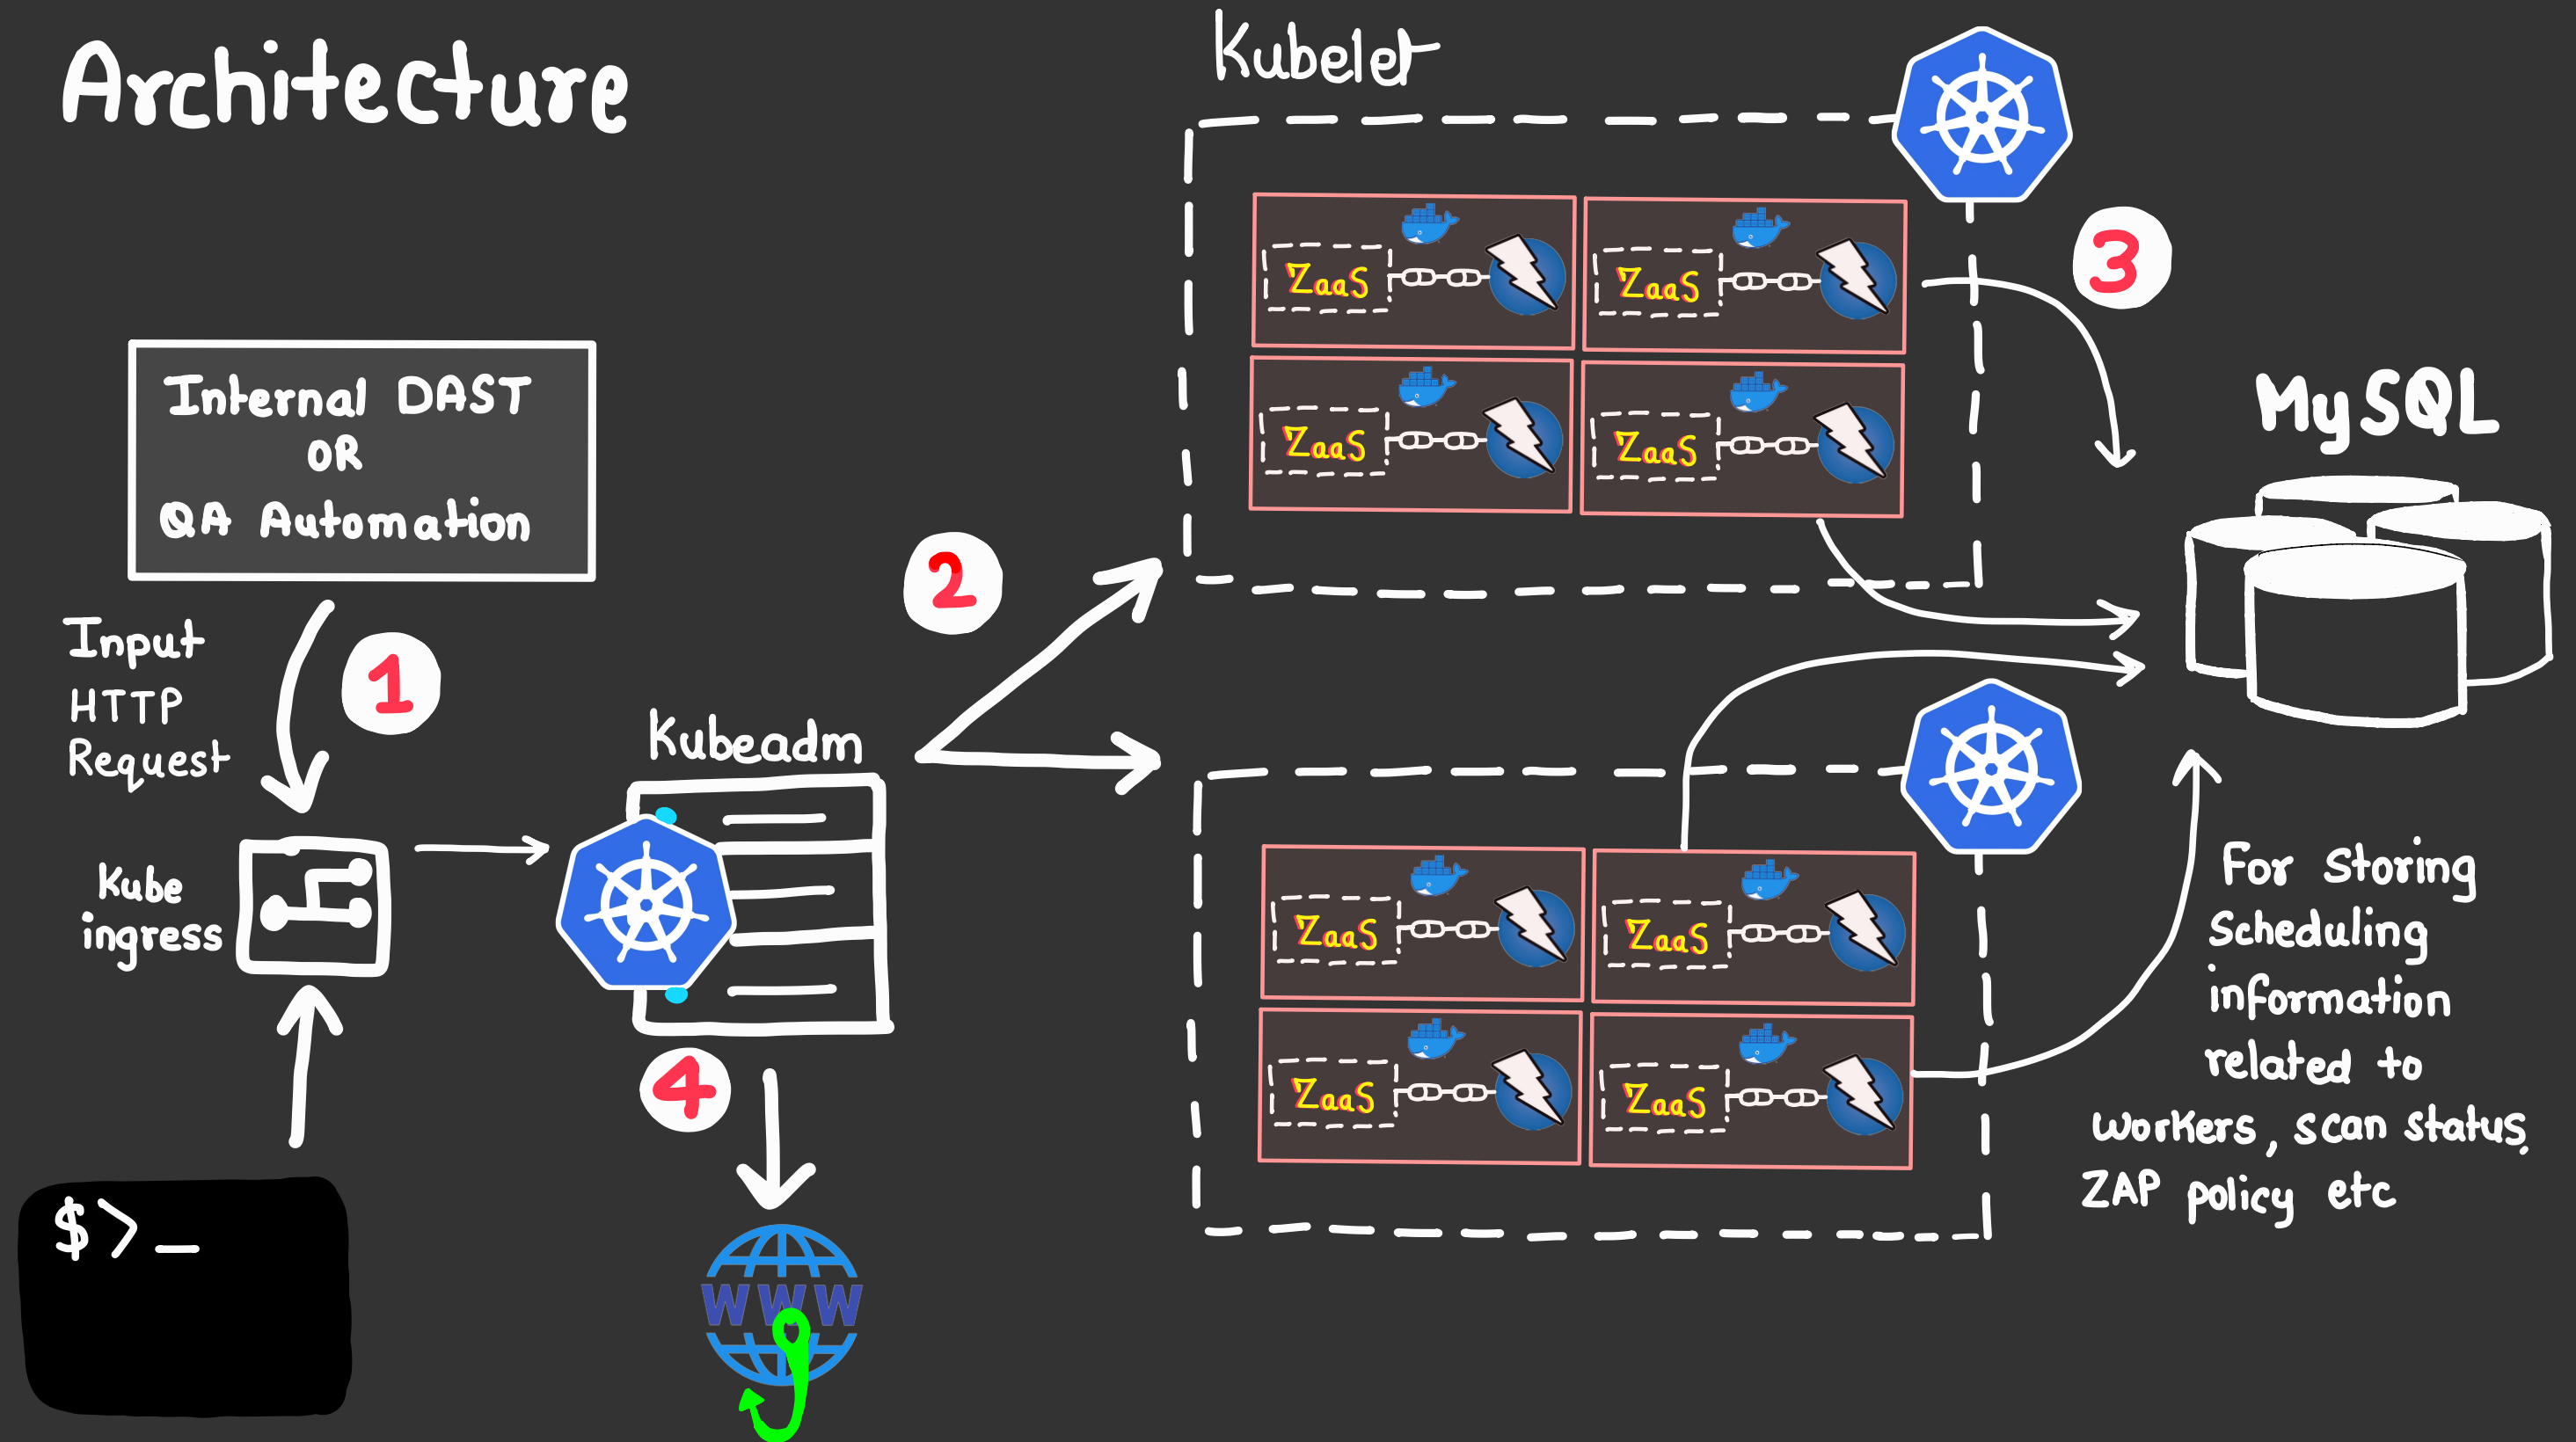 Architecture
Kubelet
ZaaS
ZaaS
ZaaS
ZaaS
3
MySQL
Internal DAST
OR
QA Automation
Input
HTTP
Request
1
2
Kubeadm
Kube
ingress
ZaaS
ZaaS
ZaaS
ZaaS
For Storing
Scheduling
information
related to
workers, scan status,
ZAP policy etc
4
$>_
WWW